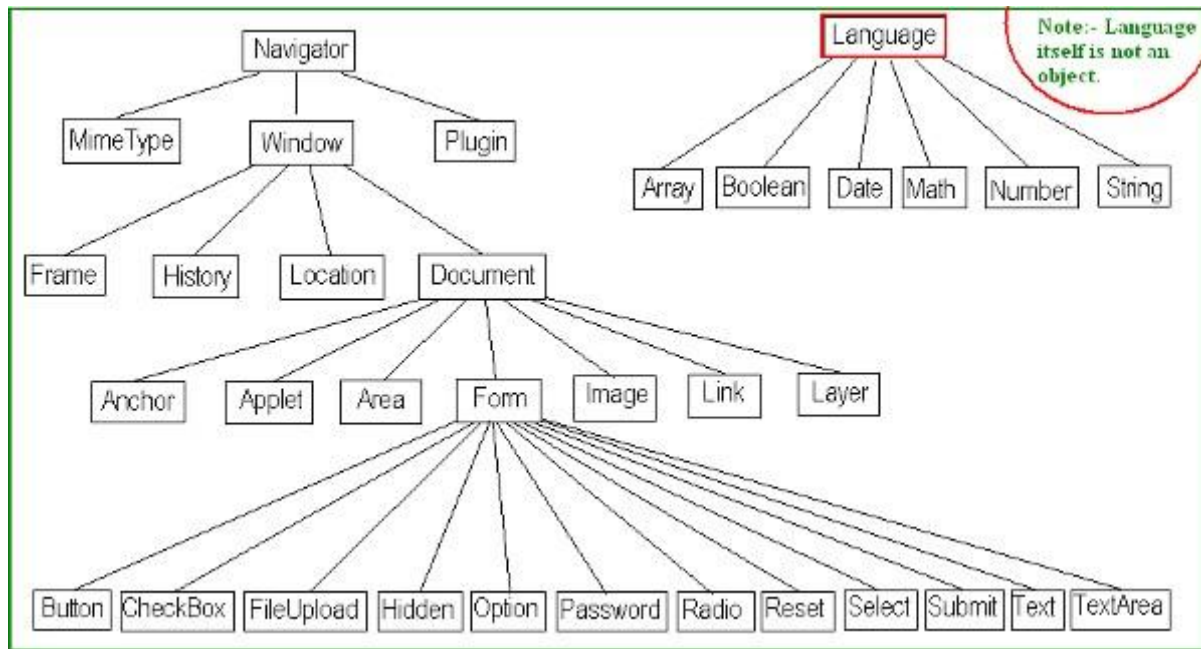 Navigator
Language
Note:- Language
itself is not an
object.
MimeType
Window
Plugin
Array
Boolean
Date
Math
Number
String
Frame
History
Location
Document
Anchor
Applet
Area
Form
Image
Link
Layer
Button
CheckBox
FileUpload
Hidden
Option
Password
Radio
Reset
Select
Submit
Text
TextArea